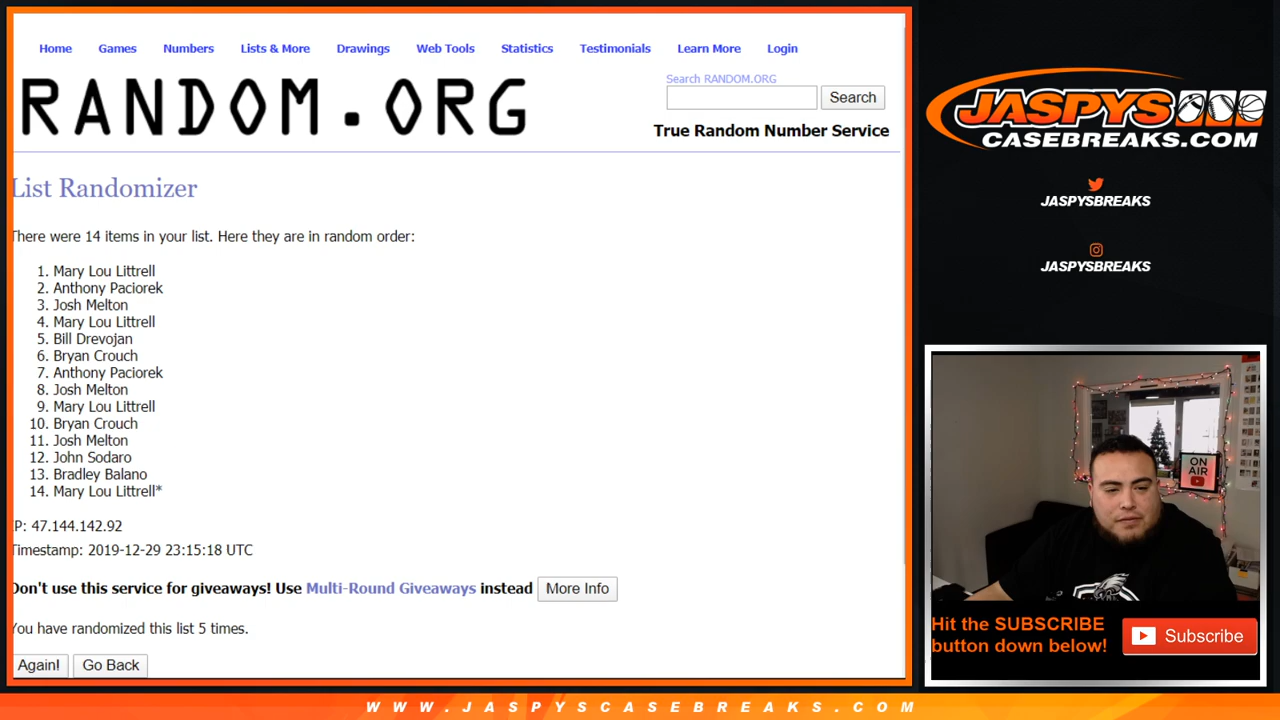 Home Games Numbers Lists & More Drawings Web Tools Statistics Testimonials Learn More Login
RANDOM.ORG
Search RANDOM.ORG
Search
True Random Number Service
List Randomizer
There were 14 items in your list. Here they are in random order:
1. Mary Lou Littrell
2. Anthony Paciorek
3. Josh Melton
4. Mary Lou Littrell
5. Bill Drevojan
6. Bryan Crouch
7. Anthony Paciorek
8. Josh Melton
9. Mary Lou Littrell
10. Bryan Crouch
11. Josh Melton
12. John Sodaro
13. Bradley Balano
14. Mary Lou Littrell*
IP: 47.144.142.92
Timestamp: 2019-12-29 23:15:18 UTC
Don't use this service for giveaways! Use Multi-Round Giveaways instead More Info
You have randomized this list 5 times.
Again! Go Back
JASPYS
CASEBREAKS.COM
JASPYSBREAKS
JASPYSBREAKS
ON
AIR
Hit the SUBSCRIBE
button down below!
Subscribe
WWW.JASPYSCASEBREAKS.COM